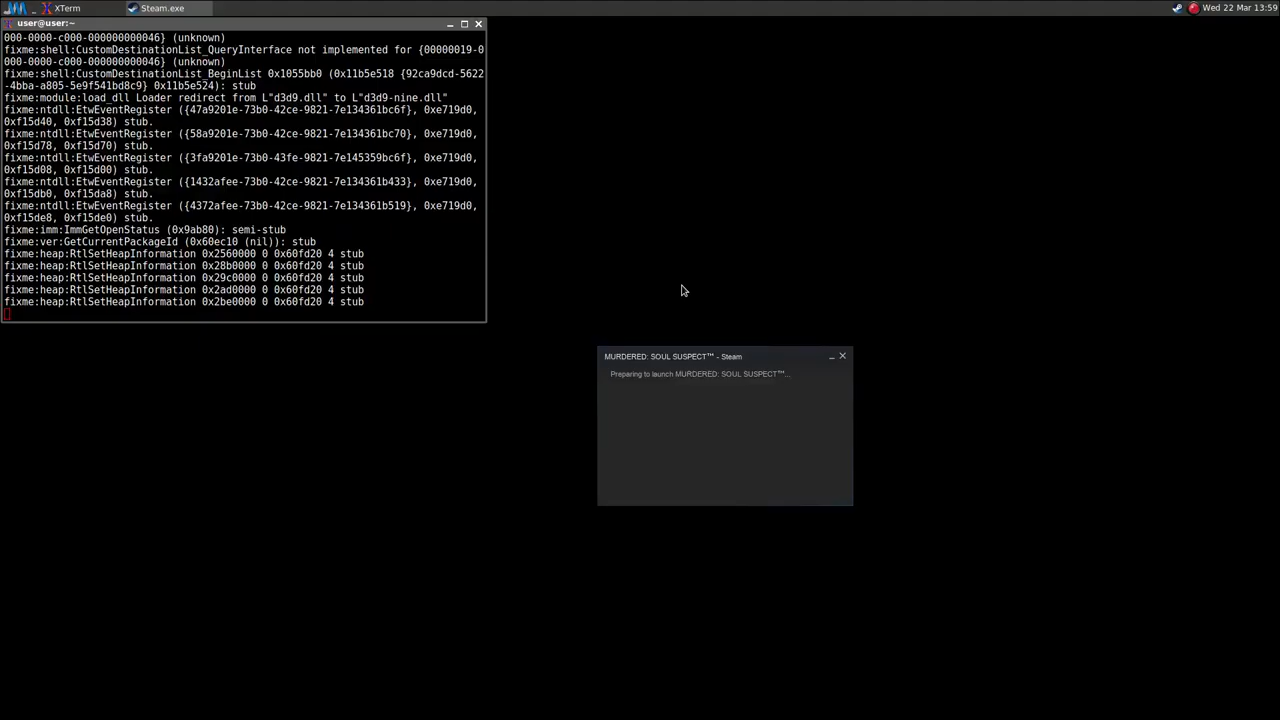 XTerm
Steam.exe
Wed 22 Mar 13:59
user@user:~
000-0000-c000-000000000046} (unknown)
fixme:shell:CustomDestinationList_QueryInterface not implemented for {00000019-0
000-0000-c000-000000000046} (unknown)
fixme:shell:CustomDestinationList_BeginList 0x1055bb0 (0x11b5e518 {92ca9dcd-5622
-4bba-a805-5e9f541bd8c9} 0x11b5e524): stub
fixme:module:load_dll Loader redirect from L"d3d9.dll" to L"d3d9-nine.dll"
fixme:ntdll:EtwEventRegister ({47a9201e-73b0-42ce-9821-7e134361bc6f}, 0xe719d0,
0xf15d40, 0xf15d38) stub.
fixme:ntdll:EtwEventRegister ({58a9201e-73b0-42ce-9821-7e134361bc70}, 0xe719d0,
0xf15d78, 0xf15d70) stub.
fixme:ntdll:EtwEventRegister ({3fa9201e-73b0-43fe-9821-7e145359bc6f}, 0xe719d0,
0xf15d08, 0xf15d00) stub.
fixme:ntdll:EtwEventRegister ({1432afee-73b0-42ce-9821-7e134361b433}, 0xe719d0,
0xf15db0, 0xf15da8) stub.
fixme:ntdll:EtwEventRegister ({4372afee-73b0-42ce-9821-7e134361b519}, 0xe719d0,
0xf15de8, 0xf15de0) stub.
fixme:imm:ImmGetOpenStatus (0x9ab80): semi-stub
fixme:ver:GetCurrentPackageId (0x60ec10 (nil)): stub
fixme:heap:RtlSetHeapInformation 0x2560000 0 0x60fd20 4 stub
fixme:heap:RtlSetHeapInformation 0x28b0000 0 0x60fd20 4 stub
fixme:heap:RtlSetHeapInformation 0x29c0000 0 0x60fd20 4 stub
fixme:heap:RtlSetHeapInformation 0x2ad0000 0 0x60fd20 4 stub
fixme:heap:RtlSetHeapInformation 0x2be0000 0 0x60fd20 4 stub
MURDERED: SOUL SUSPECT™ - Steam
Preparing to launch MURDERED: SOUL SUSPECT™...